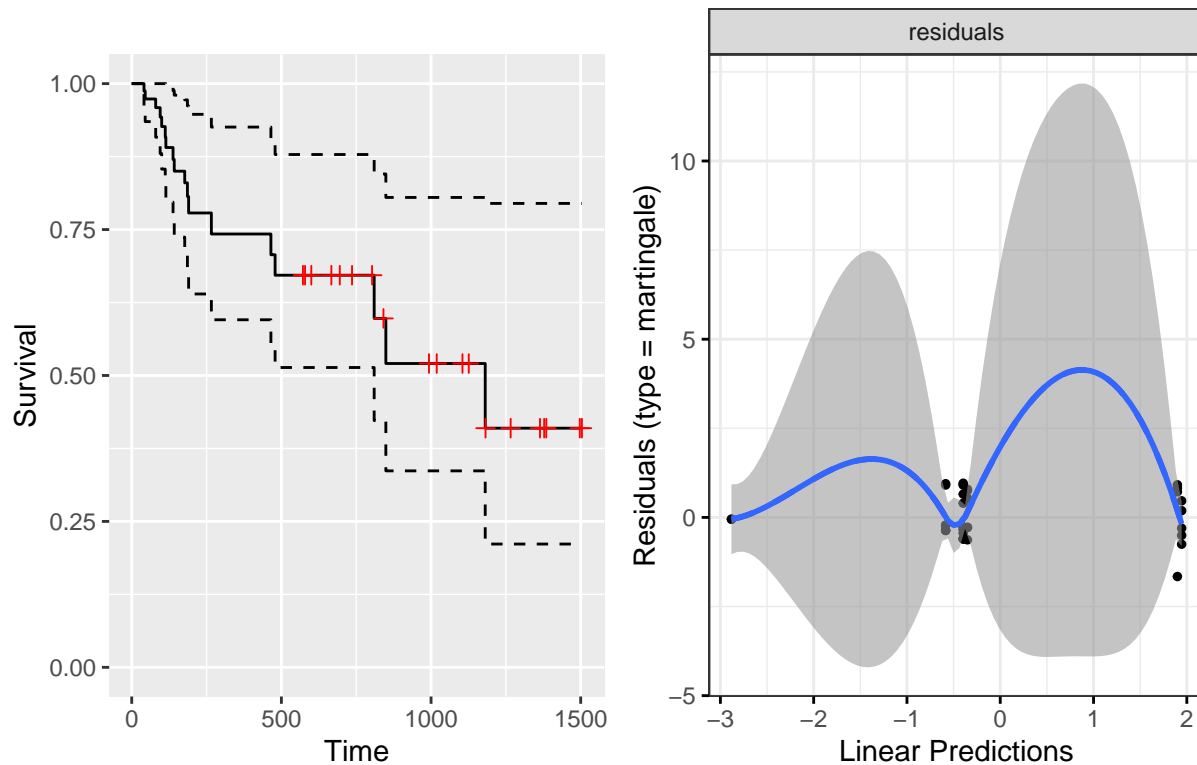 1.00
0.75
0.50
0.25
0.00
Survival
0 500 1000 1500
Time
residuals
10
5
0
−5
Residuals (type = martingale)
−3 −2 −1 0 1 2
Linear Predictions